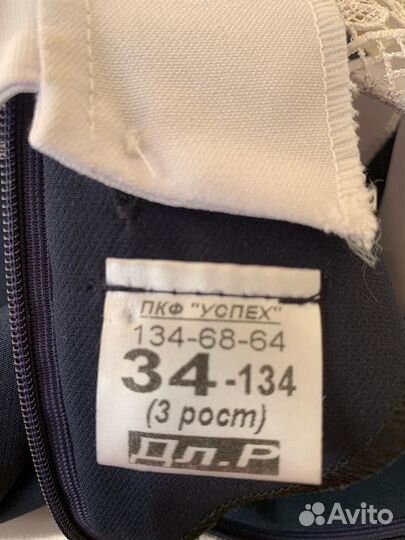 ПКФ "УСПЕХ"
134-68-64
34-134
(3 рост)
Дл.Р
Avito